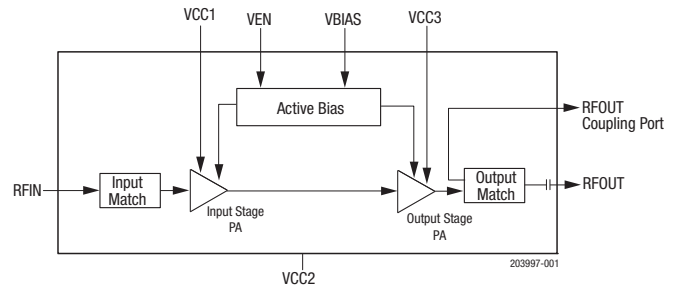 VCC1
VEN
VBIAS
VCC3
Active Bias
RFOUT
Coupling Port
RFIN
Input
Match
Input Stage
PA
Output Stage
PA
Output
Match
RFOUT
203997-001
VCC2